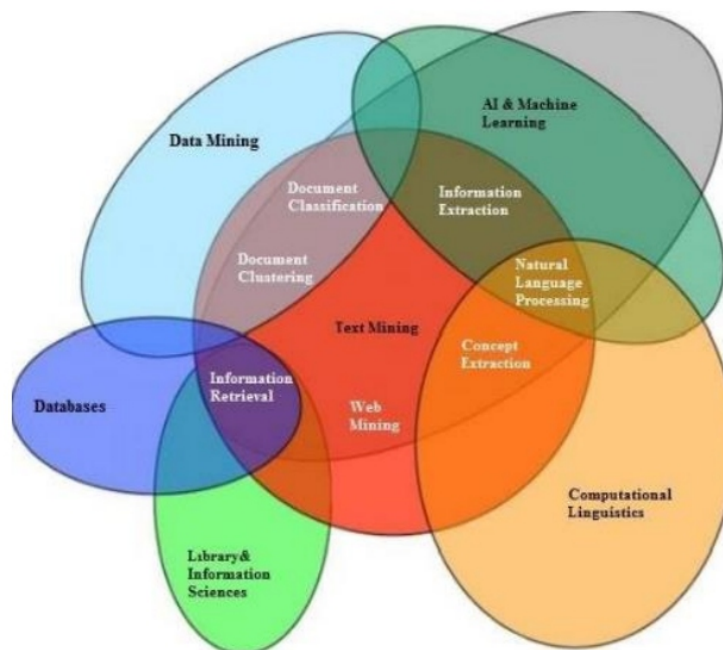 AI & Machine
Learning
Data Mining
Document
Classification
Information
Extraction
Document
Clustering
Natural
Language
Processing
Text Mining
Concept
Extraction
Information
Retrieval
Databases
Web
Mining
Computational
Linguistics
Library&
Information
Sciences